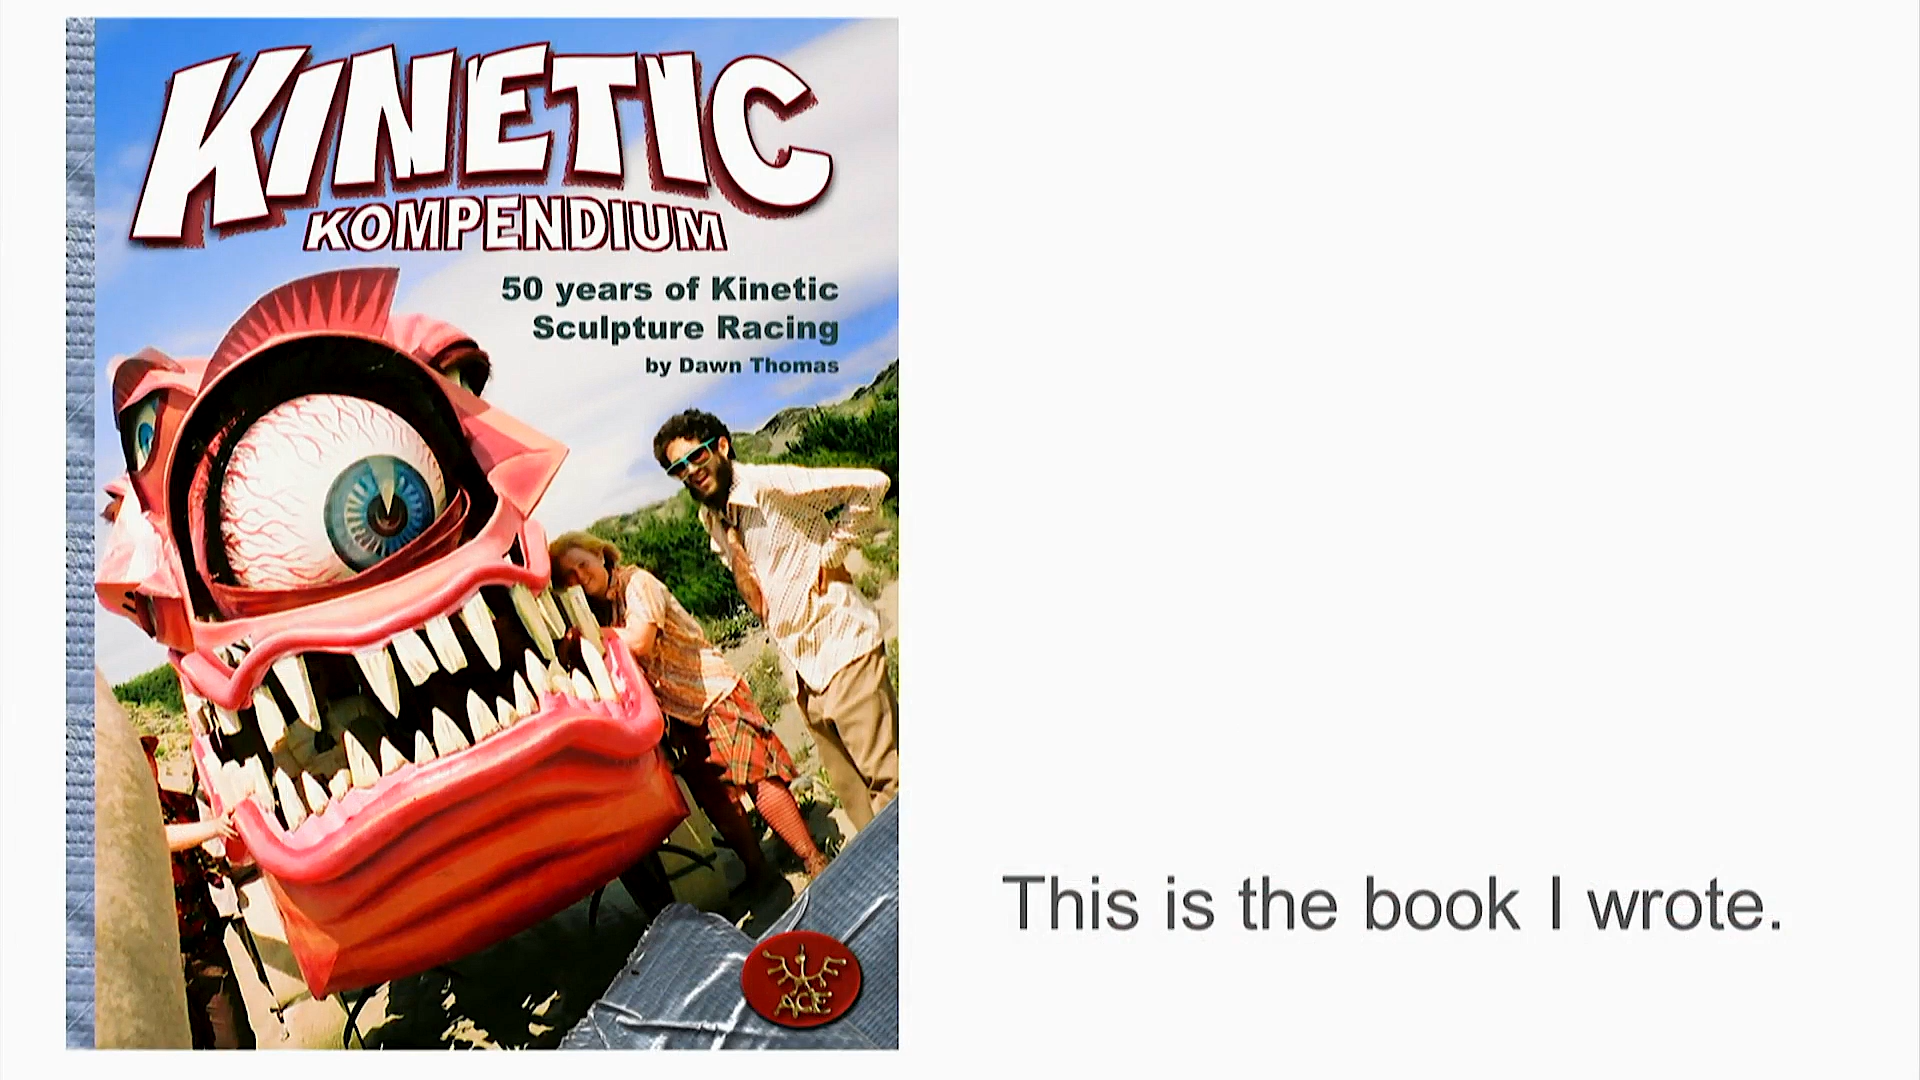 KINETIC
KOMPENDIUM
50 years of Kinetic
Sculpture Racing
by Dawn Thomas
ACE
This is the book I wrote.